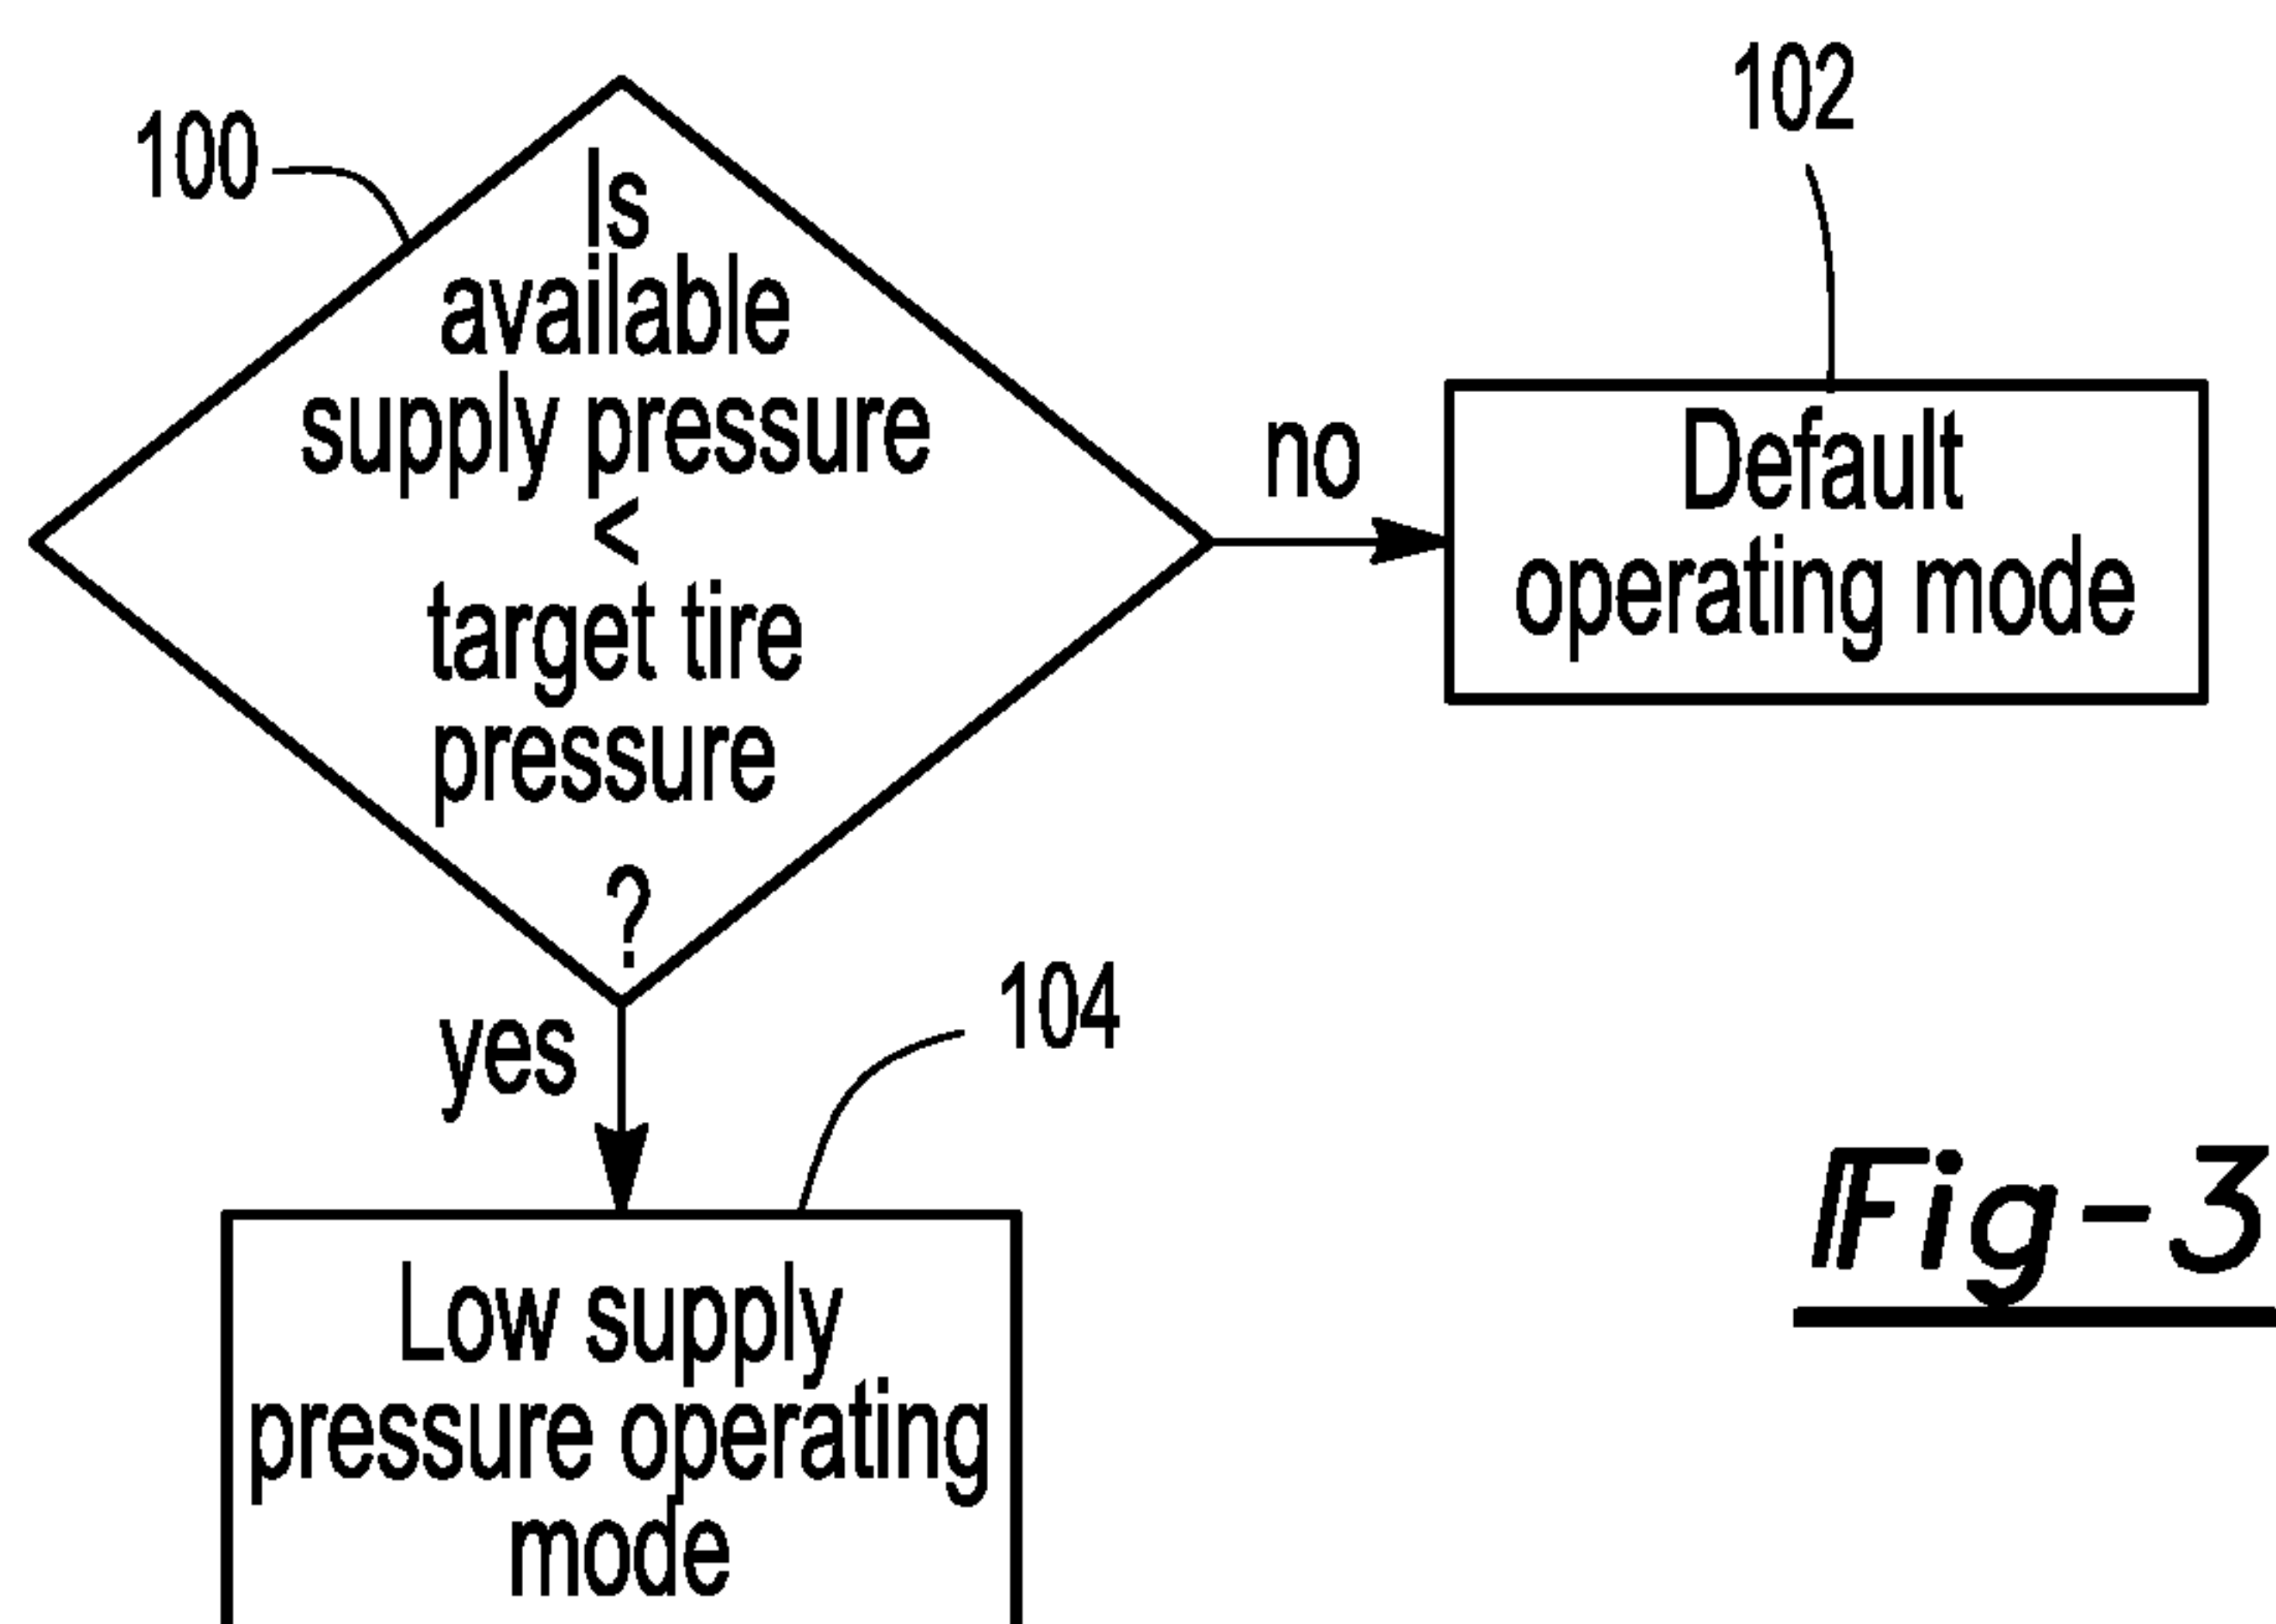 102
100
Is
available
supply pressure
<
target tire
pressure
?
no
Default
operating mode
yes
104
Low supply
pressure operating
mode
Fig-3